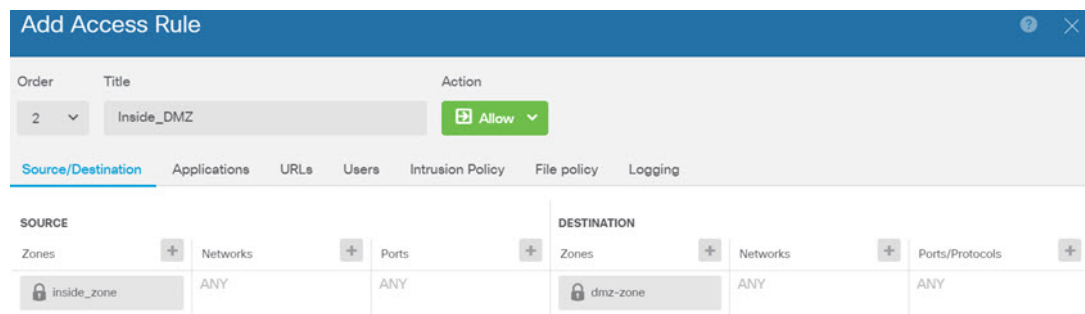 Add Access Rule
Order Title Action
2 Inside_DMZ Allow
Source/Destination Applications URLs Users Intrusion Policy File policy Logging
SOURCE DESTINATION
Zones Networks Ports Zones Networks Ports/Protocols
inside_zone ANY ANY dmz-zone ANY ANY